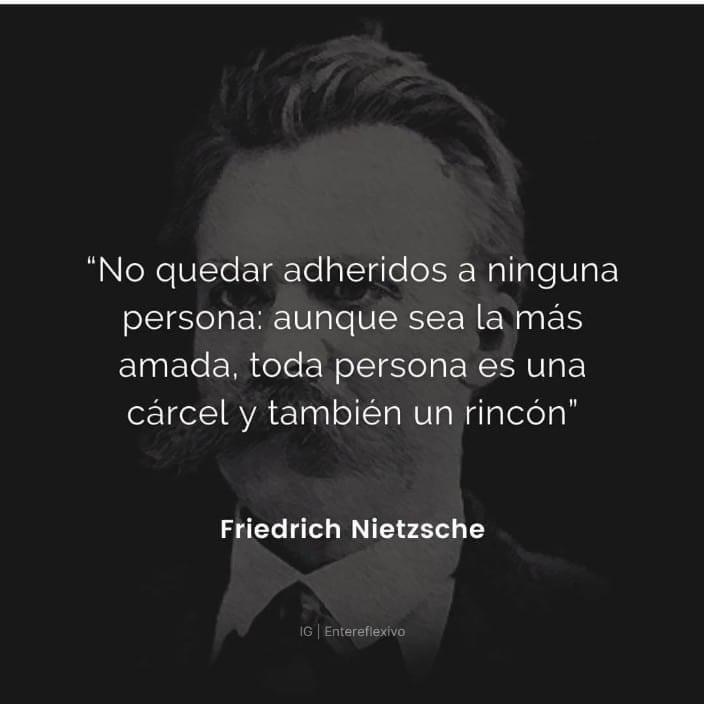 “No quedar adheridos a ninguna
persona: aunque sea la más
amada, toda persona es una
cárcel y también un rincón”
Friedrich Nietzsche
IG | Entereflexivo